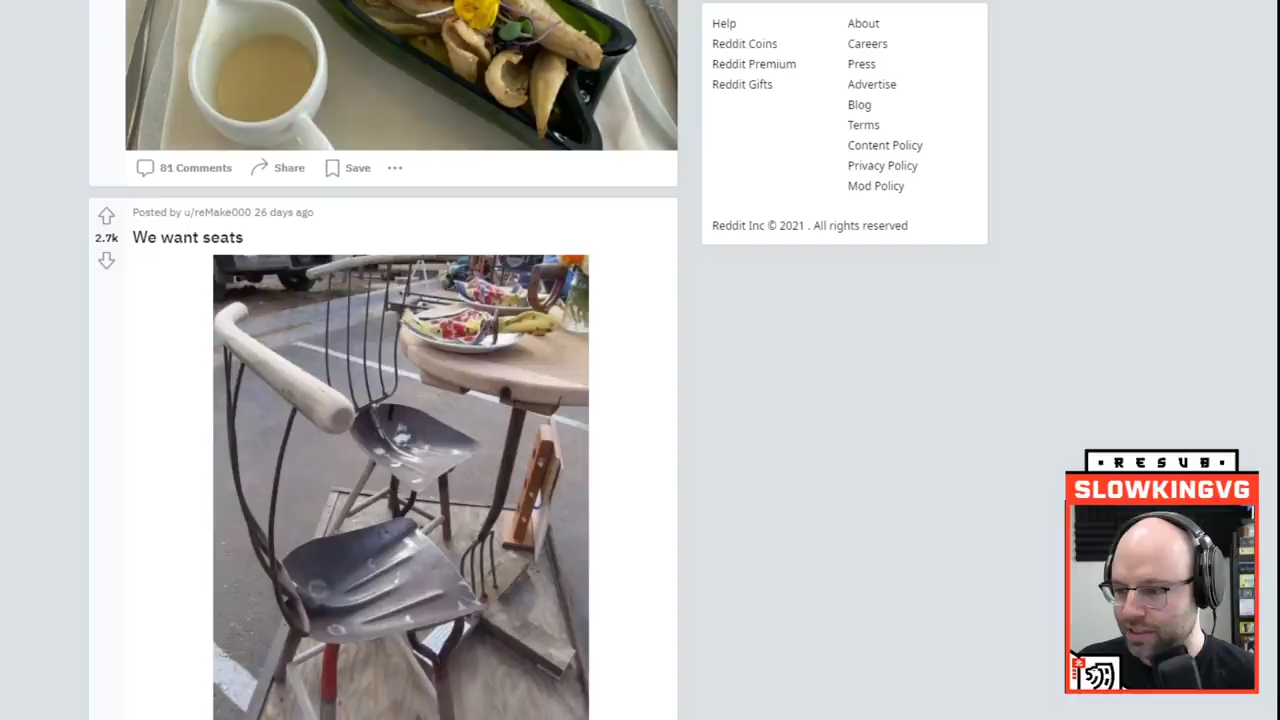 81 Comments Share Save
Posted by u/reMake000 26 days ago
2.7k We want seats
Help About
Reddit Coins Careers
Reddit Premium Press
Reddit Gifts Advertise
Blog
Terms
Content Policy
Privacy Policy
Mod Policy
Reddit Inc © 2021 . All rights reserved
RESUB
SLOWKINGVG